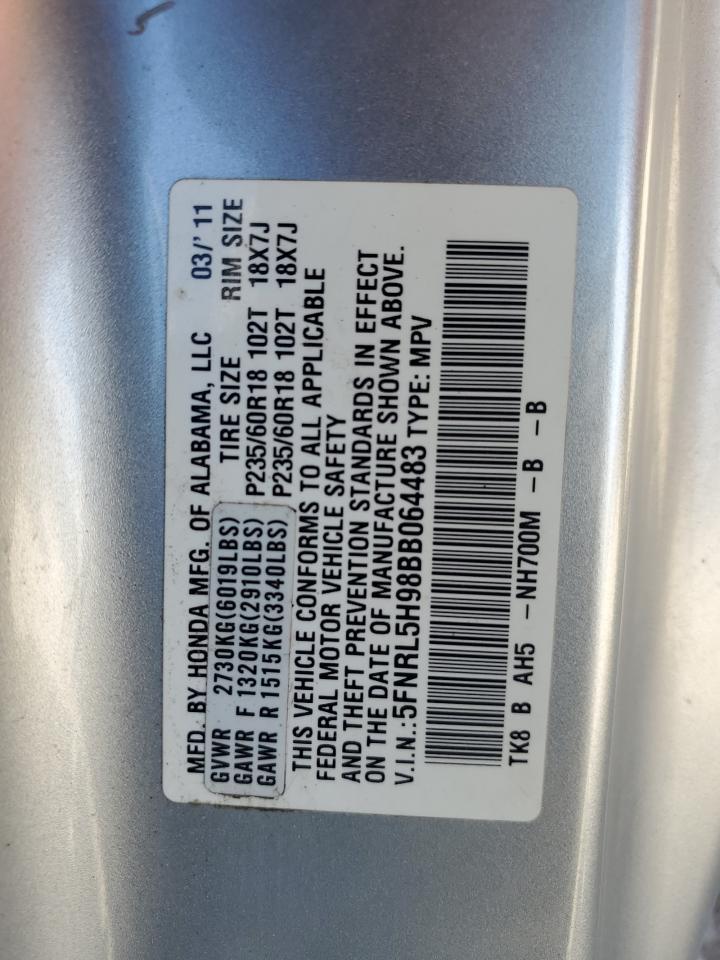 MFD. BY HONDA MFG. OF ALABAMA, LLC 03/' 11
GVWR 2730KG(6019LBS) TIRE SIZE RIM SIZE
GAWR F 1320KG(2910LBS) P235/60R18 102T 18X7J
GAWR R 1515KG(3340LBS) P235/60R18 102T 18X7J
THIS VEHICLE CONFORMS TO ALL APPLICABLE
FEDERAL MOTOR VEHICLE SAFETY
AND THEFT PREVENTION STANDARDS IN EFFECT
ON THE DATE OF MANUFACTURE SHOWN ABOVE.
V.I.N.:5FNRL5H98BB064483 TYPE: MPV
TK8 B AH5 -NH700M -B -B